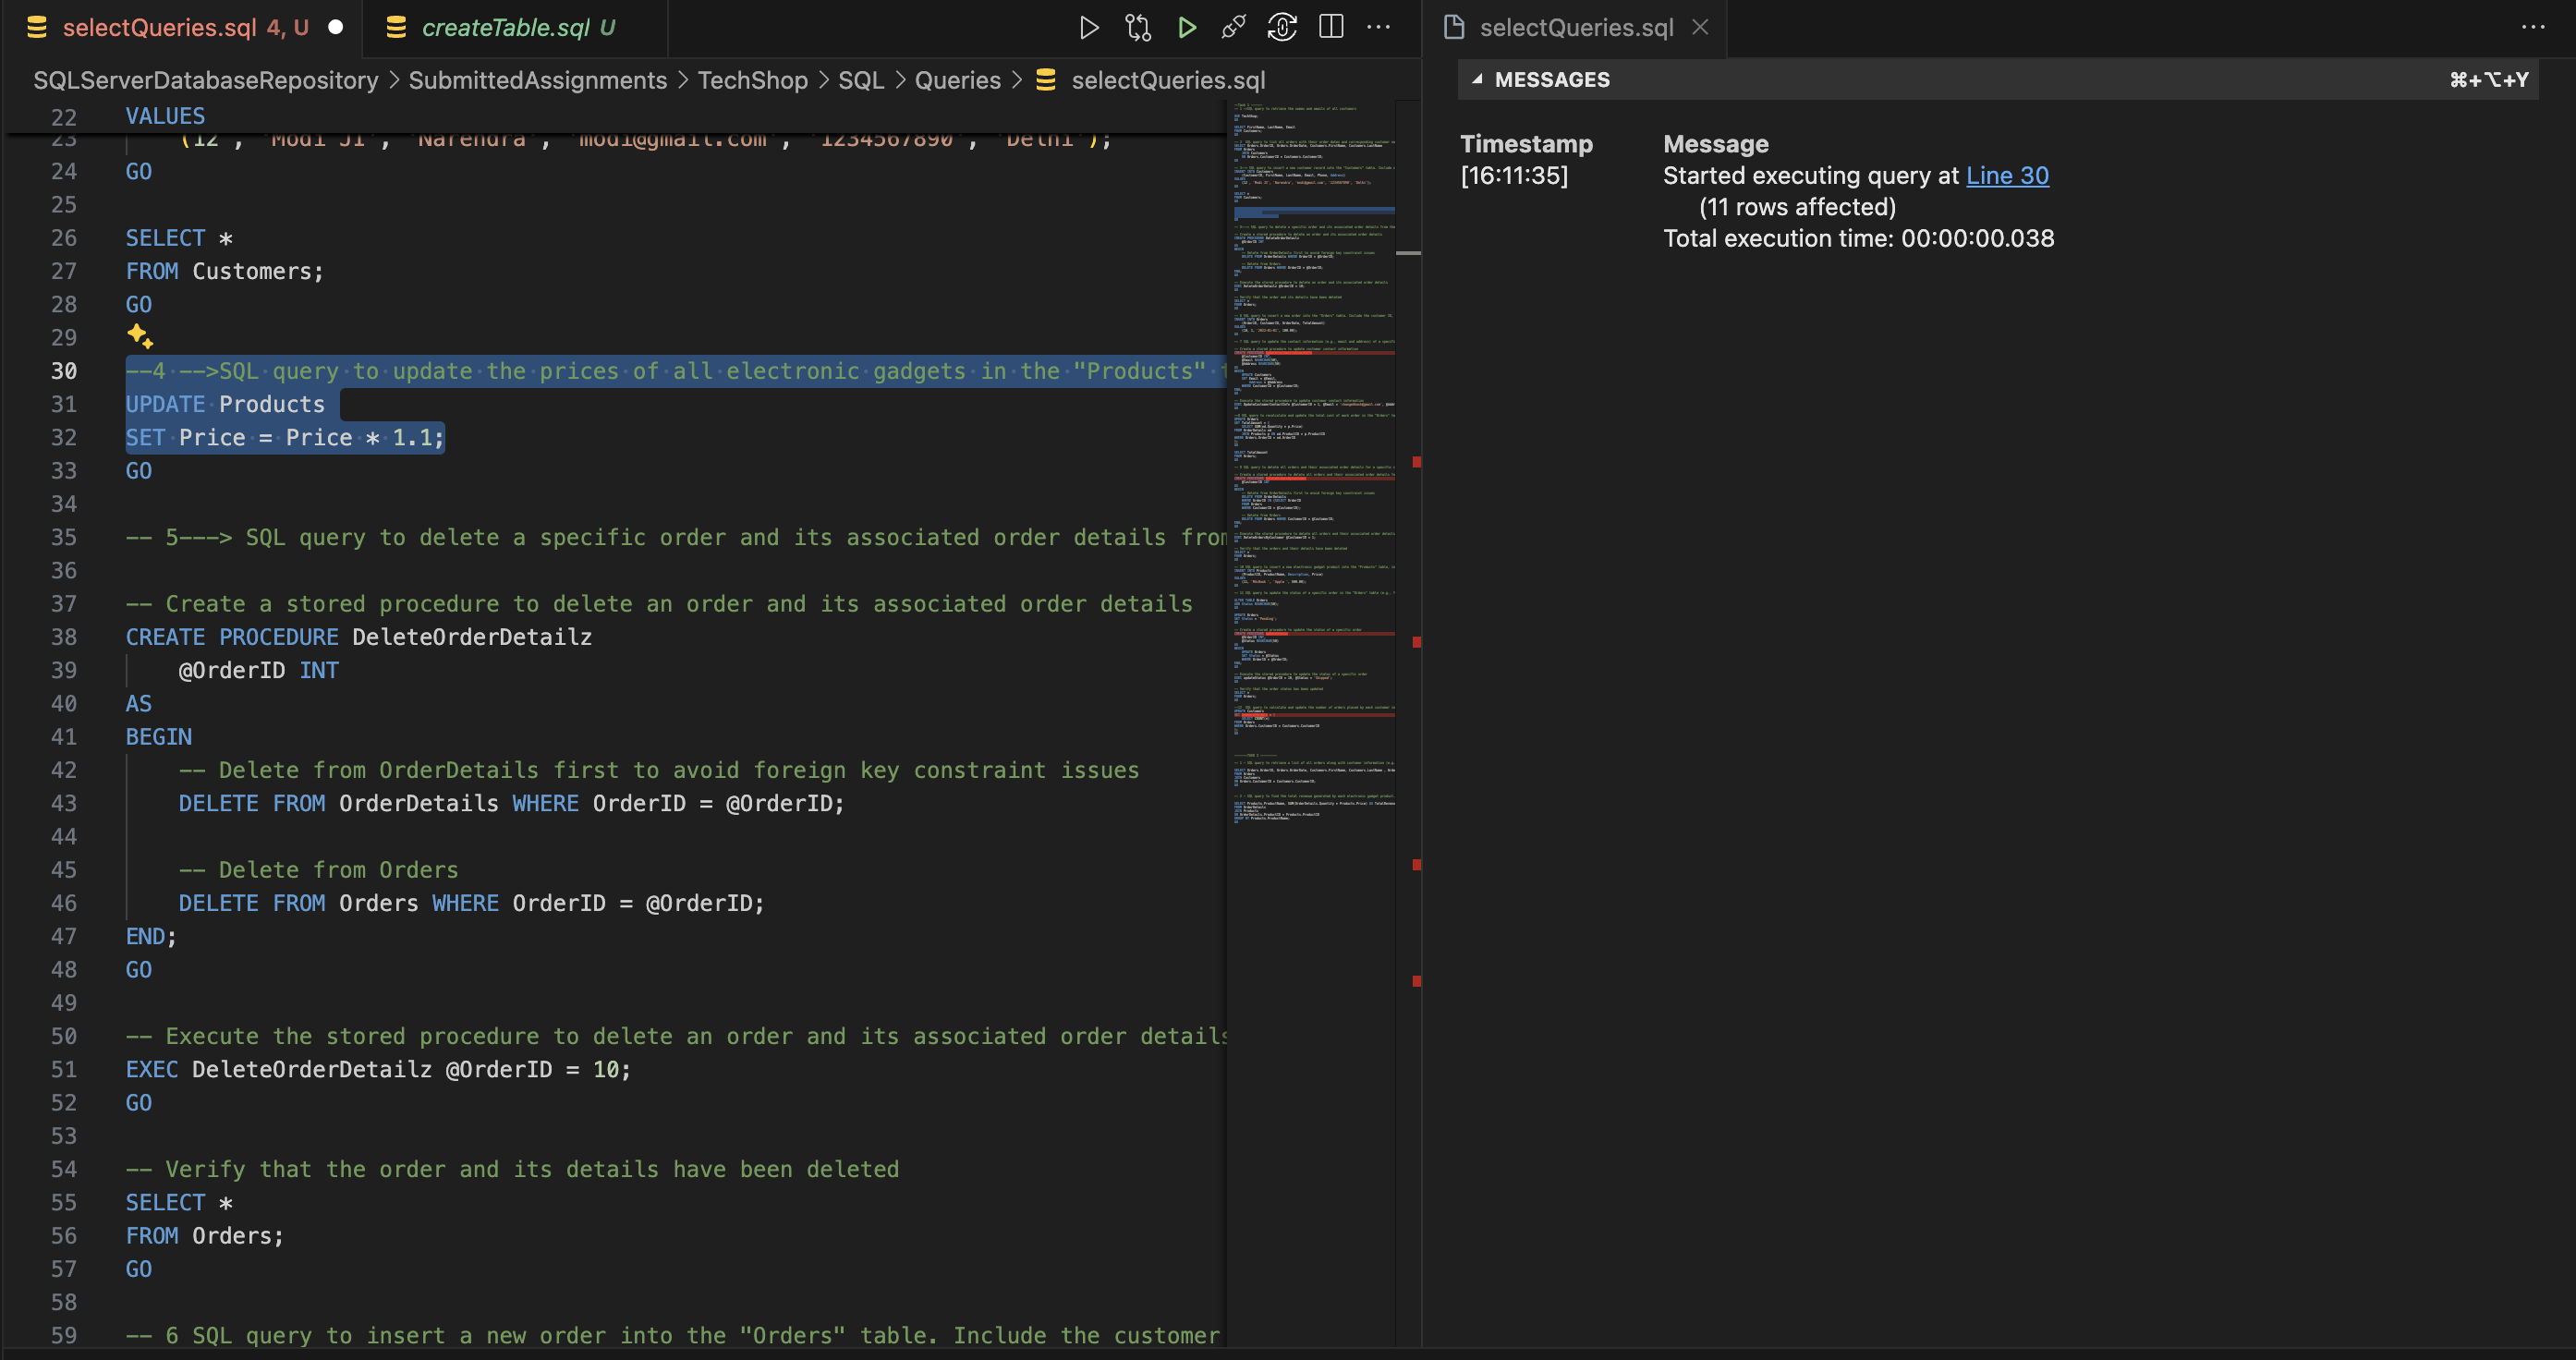 selectQueries.sql 4, U
createTable.sql U
selectQueries.sql
SQLServerDatabaseRepository > SubmittedAssignments > TechShop > SQL > Queries > selectQueries.sql
22 VALUES
23 (12 , 'Modi Ji', 'Narendra', 'modi@gmail.com', '1234567890', 'Delhi');
24 GO
25
26 SELECT *
27 FROM Customers;
28 GO
29
30 --4 -->SQL query to update the prices of all electronic gadgets in the "Products"
31 UPDATE Products
32 SET Price = Price * 1.1;
33 GO
34
35 -- 5---> SQL query to delete a specific order and its associated order details from
36
37 -- Create a stored procedure to delete an order and its associated order details
38 CREATE PROCEDURE DeleteOrderDetailz
39 @OrderID INT
40 AS
41 BEGIN
42 -- Delete from OrderDetails first to avoid foreign key constraint issues
43 DELETE FROM OrderDetails WHERE OrderID = @OrderID;
44
45 -- Delete from Orders
46 DELETE FROM Orders WHERE OrderID = @OrderID;
47 END;
48 GO
49
50 -- Execute the stored procedure to delete an order and its associated order details
51 EXEC DeleteOrderDetailz @OrderID = 10;
52 GO
53
54 -- Verify that the order and its details have been deleted
55 SELECT *
56 FROM Orders;
57 GO
58
59 -- 6 SQL query to insert a new order into the "Orders" table. Include the customer
MESSAGES ⌘+⌥+Y
Timestamp Message
[16:11:35] Started executing query at Line 30
(11 rows affected)
Total execution time: 00:00:00.038